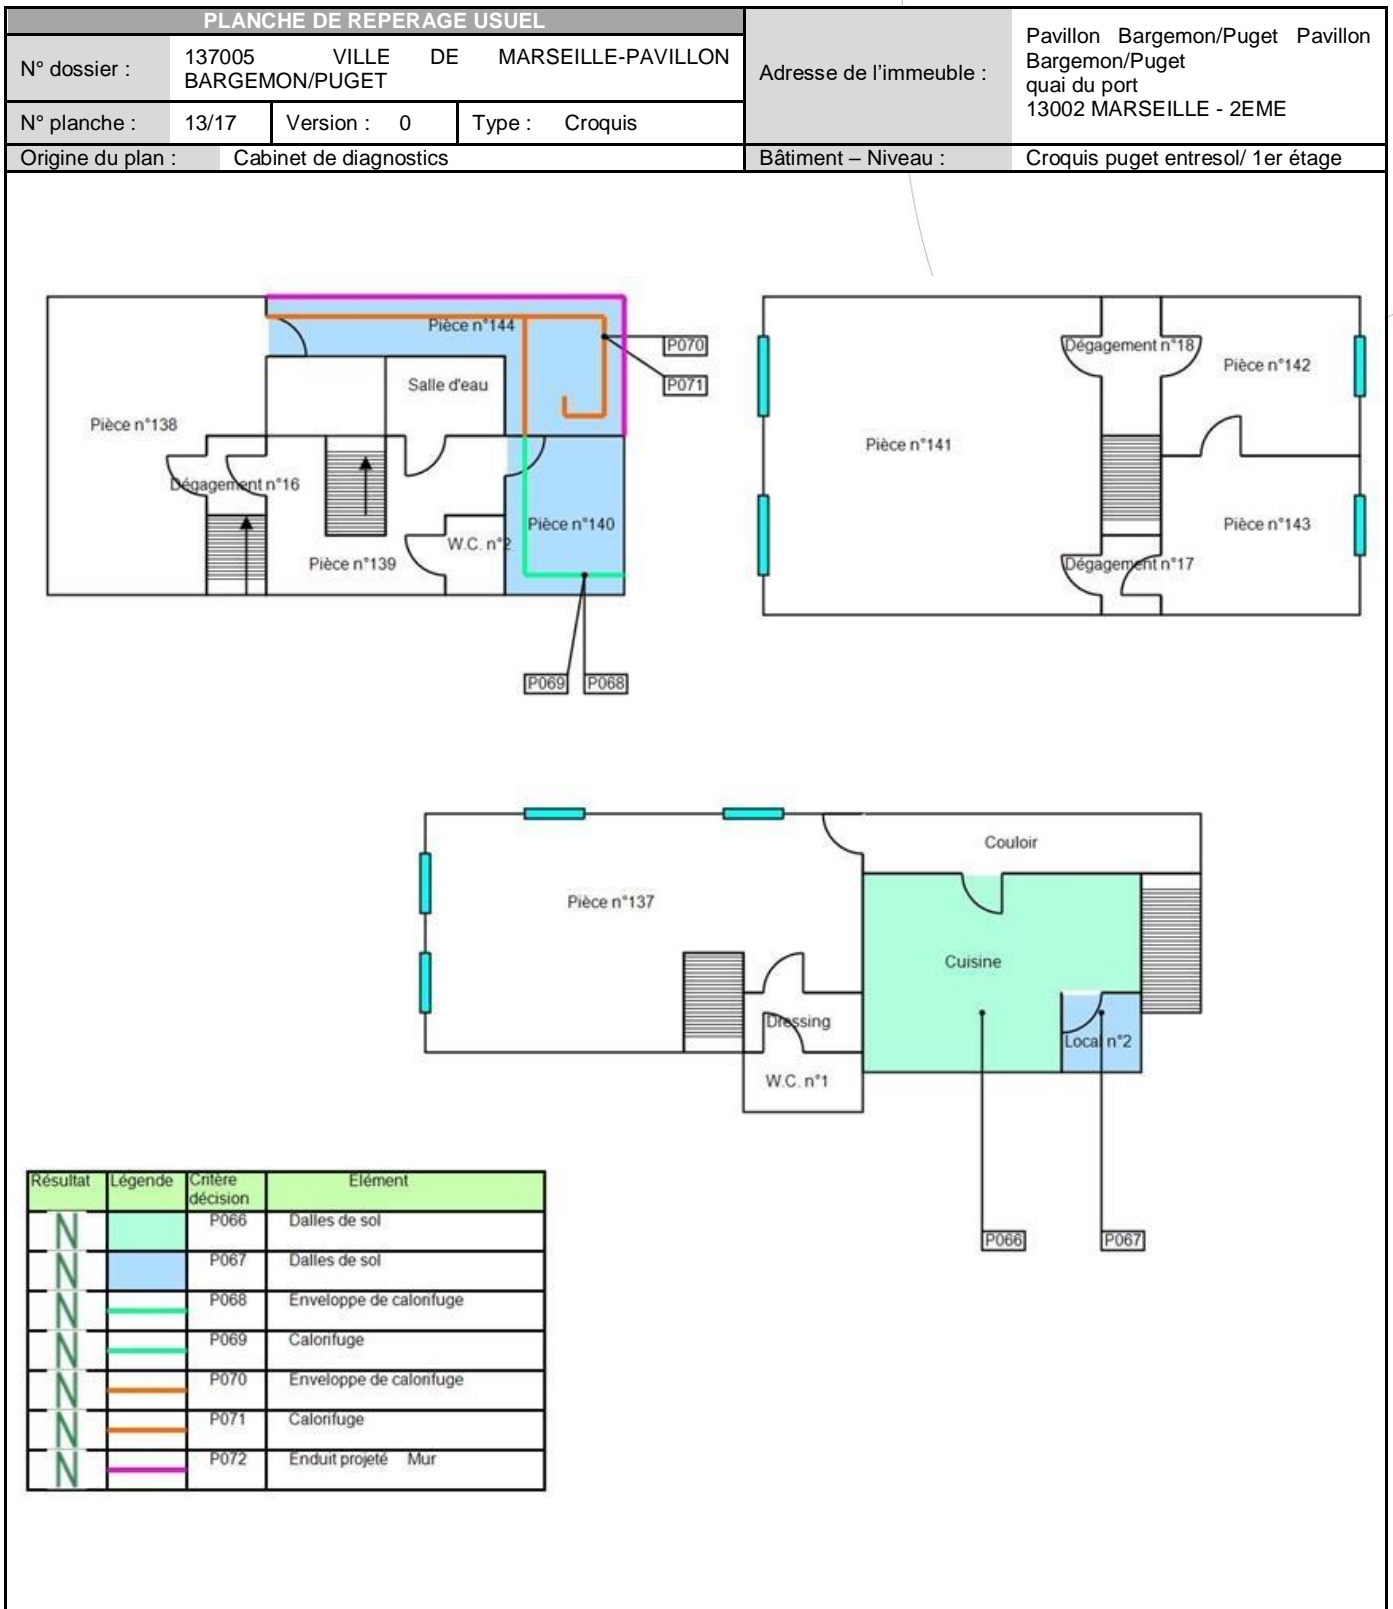 PLANCHE DE REPERAGE USUEL
N° dossier :
137005 VILLE DE MARSEILLE-PAVILLON
BARGEMON/PUGET
Adresse de l'immeuble :
Pavillon Bargemon/Puget Pavillon
Bargemon/Puget
quai du port
13002 MARSEILLE - 2EME
N° planche : 13/17 Version : 0 Type : Croquis
Origine du plan : Cabinet de diagnostics
Bâtiment – Niveau : Croquis puget entresol/ 1er étage
Pièce n°144
P070
P071
Salle d'eau
Pièce n°138
Dégagement n°16
Pièce n°140
W.C. n°2
Pièce n°139
P069 P068
Dégagement n°18
Pièce n°142
Pièce n°141
Pièce n°143
Dégagement n°17
Couloir
Pièce n°137
Cuisine
Dressing
Local n°2
W.C. n°1
P066 P067
Résultat Légende Critère décision Elément
N P066 Dalles de sol
N P067 Dalles de sol
N P068 Enveloppe de calorifuge
N P069 Calorifuge
N P070 Enveloppe de calorifuge
N P071 Calorifuge
N P072 Enduit projeté Mur